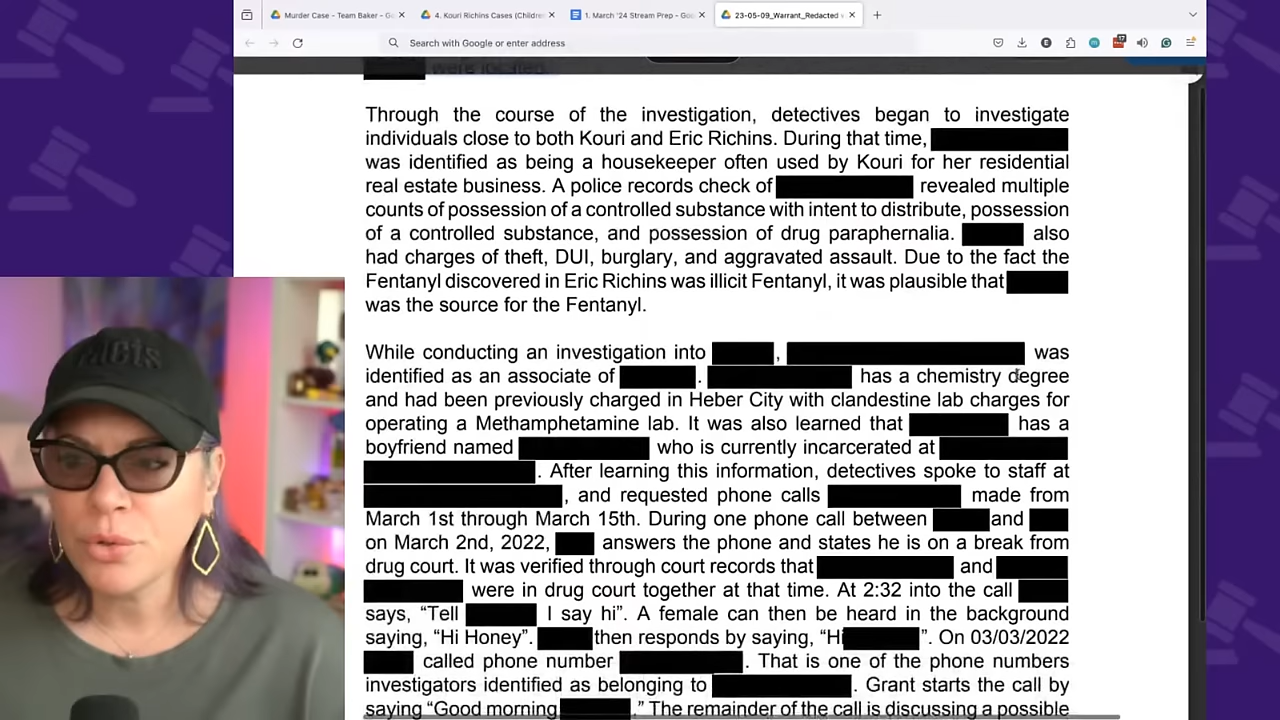 Murder Case - Team Baker - Go
4. Kouri Richins Cases (Childre
1. March '24 Stream Prep - Goo
23-05-09_Warrant_Redacted
Search with Google or enter address
17
were located.
Through the course of the investigation, detectives began to investigate
individuals close to both Kouri and Eric Richins. During that time,
was identified as being a housekeeper often used by Kouri for her residential
real estate business. A police records check of revealed multiple
counts of possession of a controlled substance with intent to distribute, possession
of a controlled substance, and possession of drug paraphernalia. also
had charges of theft, DUI, burglary, and aggravated assault. Due to the fact the
Fentanyl discovered in Eric Richins was illicit Fentanyl, it was plausible that
was the source for the Fentanyl.
While conducting an investigation into , was
identified as an associate of . has a chemistry degree
and had been previously charged in Heber City with clandestine lab charges for
operating a Methamphetamine lab. It was also learned that has a
boyfriend named who is currently incarcerated at
. After learning this information, detectives spoke to staff at
, and requested phone calls made from
March 1st through March 15th. During one phone call between and
on March 2nd, 2022, answers the phone and states he is on a break from
drug court. It was verified through court records that and
were in drug court together at that time. At 2:32 into the call
says, “Tell I say hi”. A female can then be heard in the background
saying, “Hi Honey”. then responds by saying, “Hi ”. On 03/03/2022
called phone number . That is one of the phone numbers
investigators identified as belonging to . Grant starts the call by
saying “Good morning .” The remainder of the call is discussing a possible